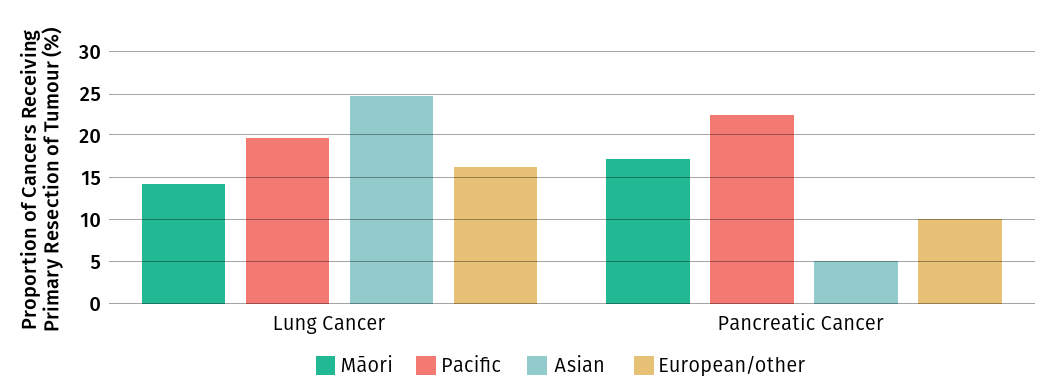 Proportion of Cancers Receiving
Primary Resection of Tumour (%)
30
25
20
15
10
5
0
Lung Cancer
Pancreatic Cancer
Māori
Pacific
Asian
European/other